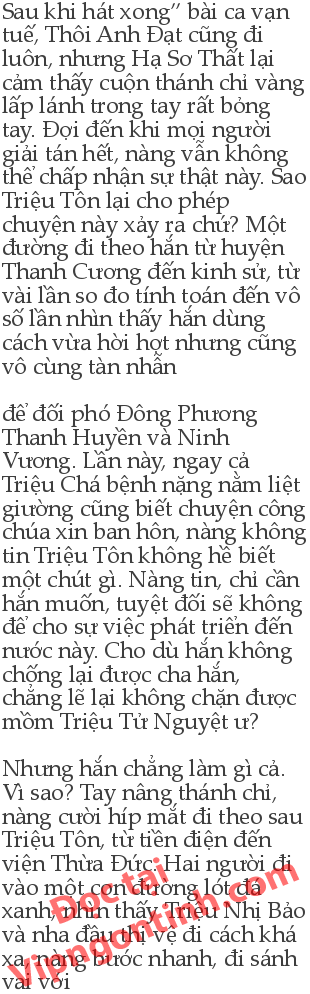 Sau khi hát xong” bài ca vạn
tuế, Thôi Anh Đạt cũng đi
luôn, nhưng Hạ Sơ Thất lại
cảm thấy cuộn thánh chỉ vàng
lấp lánh trong tay rất bỏng
tay. Đợi đến khi mọi người
giải tán hết, nàng vẫn không
thể chấp nhận sự thật này. Sao
Triệu Tôn lại cho phép
chuyện này xảy ra chứ? Một
đường đi theo hắn từ huyện
Thanh Cương đến kinh sử, từ
vài lần so đo tính toán đến vô
số lần nhìn thấy hắn dùng
cách vừa hời hợt nhưng cũng
vô cùng tàn nhẫn
để đối phó Đông Phương
Thanh Huyền và Ninh
Vương. Lần này, ngay cả
Triệu Chá bệnh nặng nằm liệt
giường cũng biết chuyện công
chúa xin ban hôn, nàng không
tin Triệu Tôn không hề biết
một chút gì. Nàng tin, chỉ cần
hắn muốn, tuyệt đối sẽ không
để cho sự việc phát triển đến
nước này. Cho dù hắn không
chống lại được cha hắn,
chẳng lẽ lại không chặn được
mồm Triệu Tử Nguyệt ư?
Nhưng hắn chẳng làm gì cả.
Vì sao? Tay nâng thánh chỉ,
nàng cười híp mắt đi theo sau
Triệu Tôn, từ tiền điện đến
viện Thừa Đức. Hai người đi
vào một con đường lót đá
xanh, nhìn thấy Triệu Nhị Bảo
và nha đầu thị vệ đi cách khá
xa, nàng bước nhanh, đi sánh
vai với
Đọc tại
Vipngontinh.com